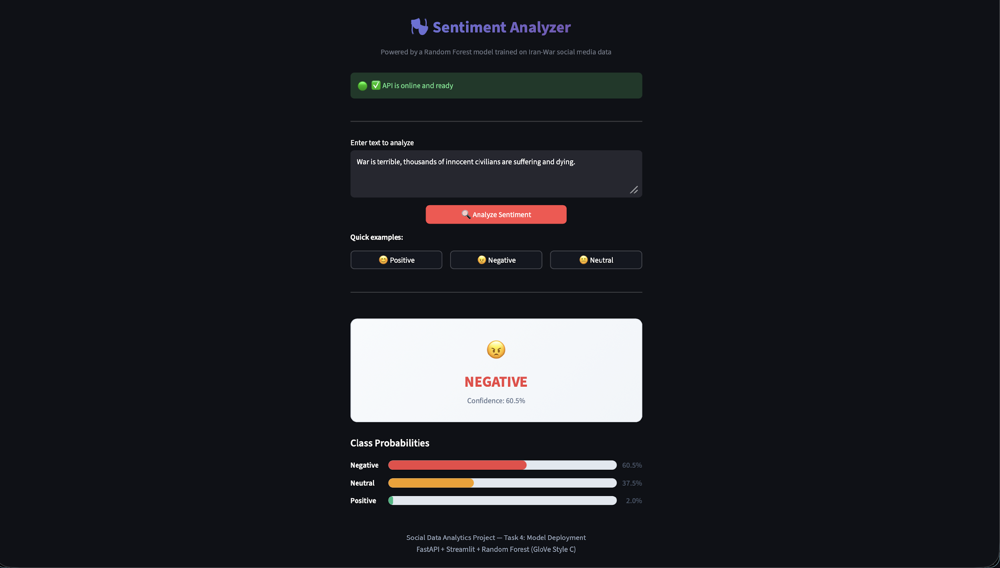 Sentiment Analyzer
Powered by a Random Forest model trained on Iran-War social media data
API is online and ready
Enter text to analyze
War is terrible, thousands of innocent civilians are suffering and dying.
Analyze Sentiment
Quick examples:
Positive
Negative
Neutral
NEGATIVE
Confidence: 60.5%
Class Probabilities
Negative 60.5%
Neutral 37.5%
Positive 2.0%
Social Data Analytics Project — Task 4: Model Deployment
FastAPI + Streamlit + Random Forest (GloVe Style C)